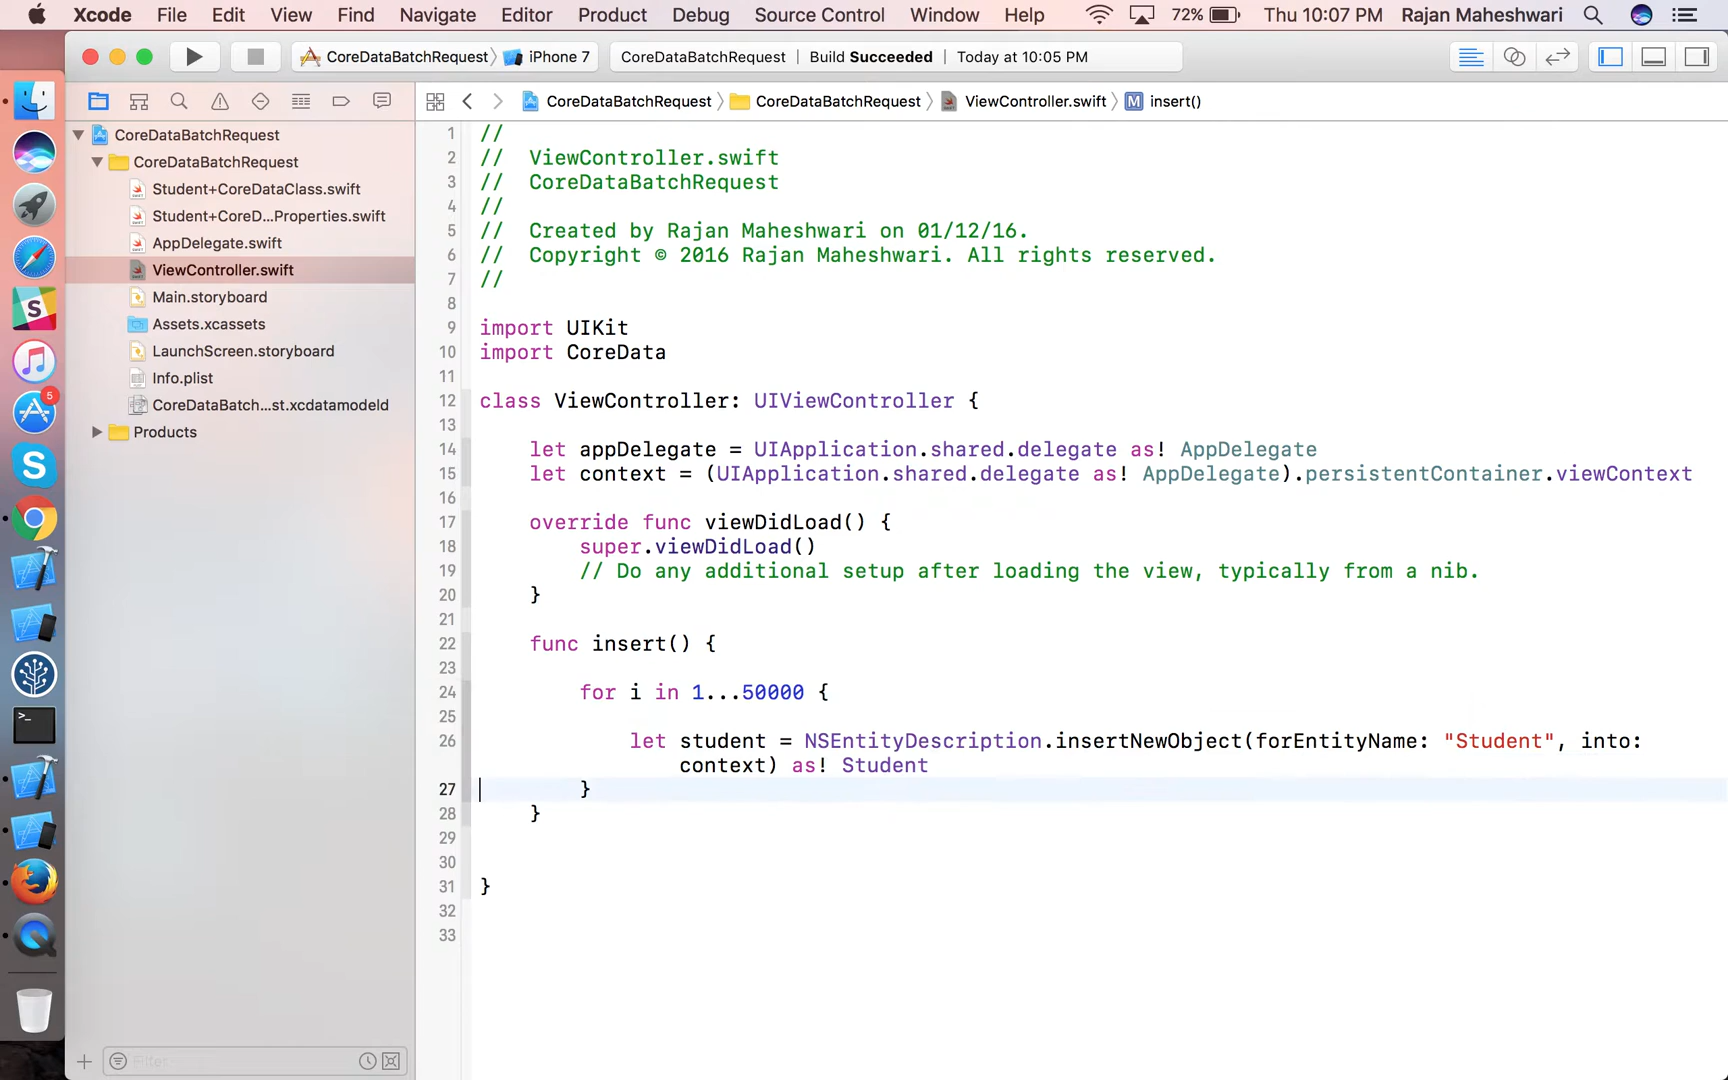 Xcode File Edit View Find Navigate Editor Product Debug Source Control Window Help 72% Thu 10:07 PM Rajan Maheshwari
CoreDataBatchRequest iPhone 7 CoreDataBatchRequest Build Succeeded Today at 10:05 PM
CoreDataBatchRequest CoreDataBatchRequest ViewController.swift M insert()
CoreDataBatchRequest
CoreDataBatchRequest
Student+CoreDataClass.swift
Student+CoreD...Properties.swift
AppDelegate.swift
ViewController.swift
Main.storyboard
Assets.xcassets
LaunchScreen.storyboard
Info.plist
CoreDataBatch...st.xcdatamodeld
Products
Filter
5
1 //
2 // ViewController.swift
3 // CoreDataBatchRequest
4 //
5 // Created by Rajan Maheshwari on 01/12/16.
6 // Copyright © 2016 Rajan Maheshwari. All rights reserved.
7 //
8
9 import UIKit
10 import CoreData
11
12 class ViewController: UIViewController {
13
14 let appDelegate = UIApplication.shared.delegate as! AppDelegate
15 let context = (UIApplication.shared.delegate as! AppDelegate).persistentContainer.viewContext
16
17 override func viewDidLoad() {
18 super.viewDidLoad()
19 // Do any additional setup after loading the view, typically from a nib.
20 }
21
22 func insert() {
23
24 for i in 1...50000 {
25
26 let student = NSEntityDescription.insertNewObject(forEntityName: "Student", into:
context) as! Student
27 }
28 }
29
30
31 }
32
33